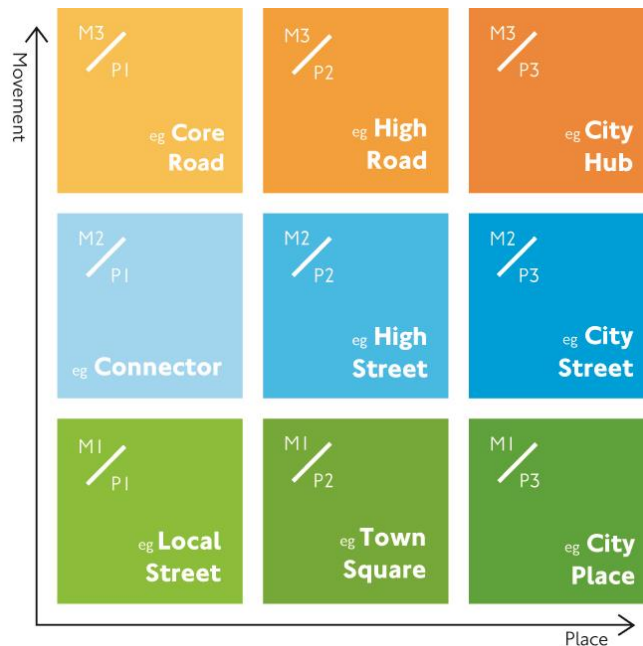 Movement
M3
P1
eg Core
Road
M3
P2
eg High
Road
M3
P3
eg City
Hub
M2
P1
eg Connector
M2
P2
eg High
Street
M2
P3
eg City
Street
M1
P1
eg Local
Street
M1
P2
eg Town
Square
M1
P3
eg City
Place
Place